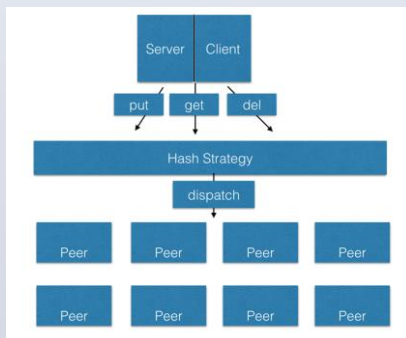 Server Client
put get del
Hash Strategy
dispatch
Peer Peer Peer Peer
Peer Peer Peer Peer